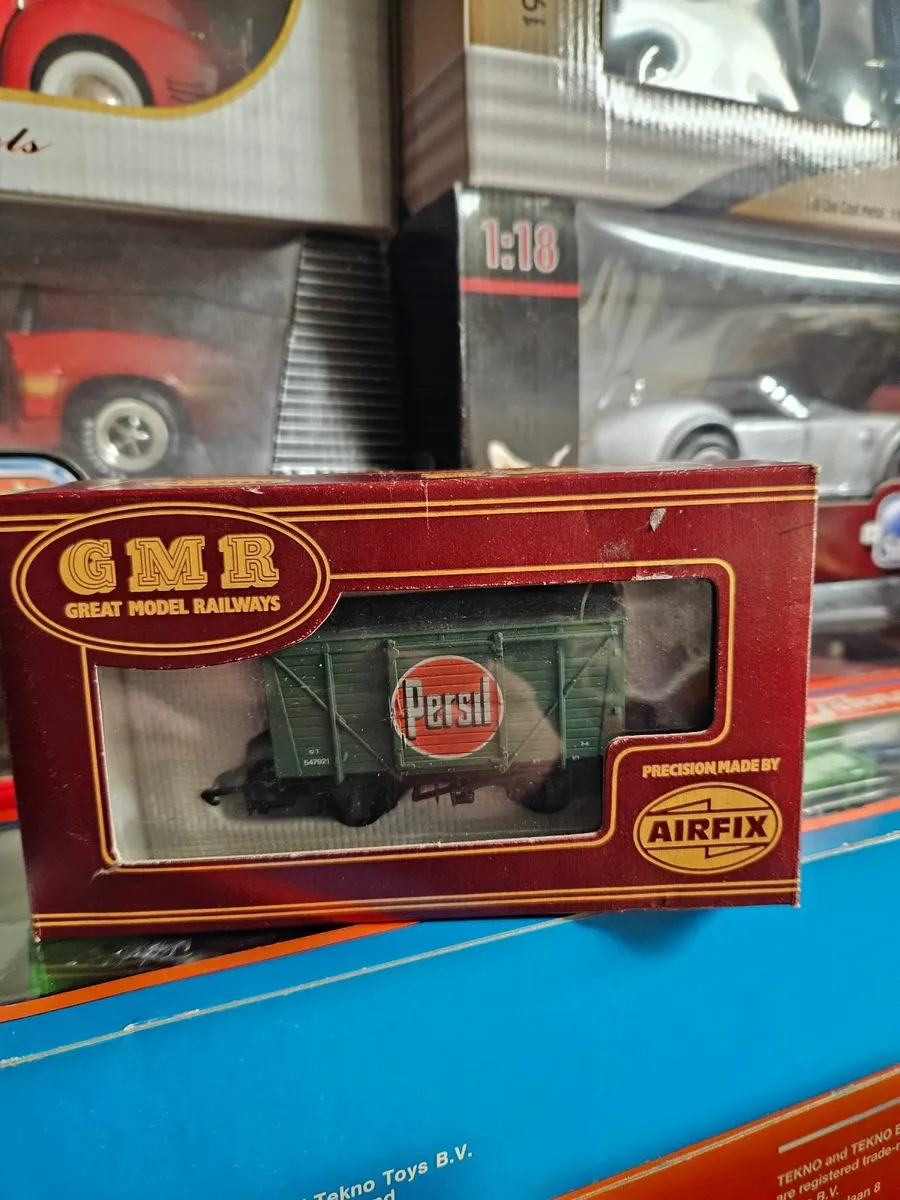 1:18
GMR
GREAT MODEL RAILWAYS
Persil
547921
PRECISION MADE BY
AIRFIX
Tekno Toys B.V.
TEKNO and TEKNO
are registered trade-
B.V.